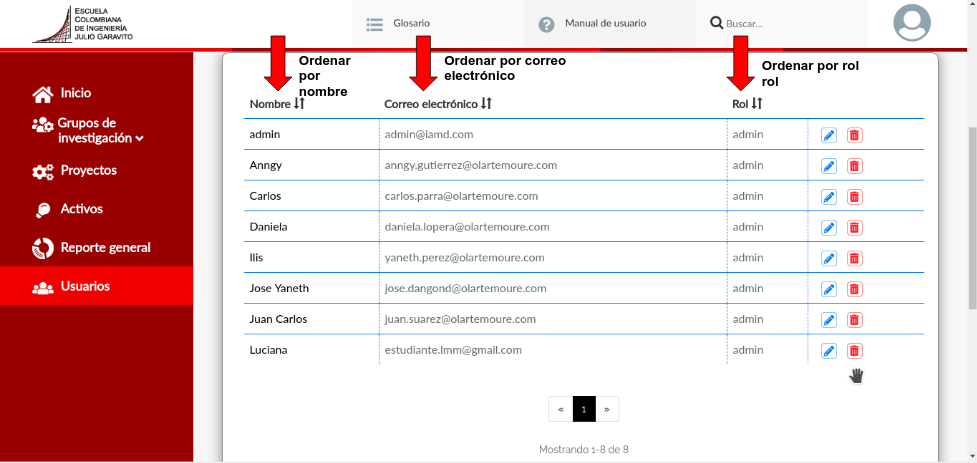 ESCUELA
COLOMBIANA
DE INGENIERÍA
JULIO GARAVITO
Glosario
Manual de usuario
Buscar...
Inicio
Grupos de
investigación
Proyectos
Activos
Reporte general
Usuarios
Ordenar
por
nombre
Ordenar por correo
electrónico
Ordenar por rol
rol
Nombre Correo electrónico Rol
admin admin@iamd.com admin
Anngy anngy.gutierrez@olartemoure.com admin
Carlos carlos.parra@olartemoure.com admin
Daniela daniela.lopera@olartemoure.com admin
Ilis yaneth.perez@olartemoure.com admin
Jose Yaneth jose.dangond@olartemoure.com admin
Juan Carlos juan.suarez@olartemoure.com admin
Luciana estudiante.lmm@gmail.com admin
« 1 »
Mostrando 1-8 de 8